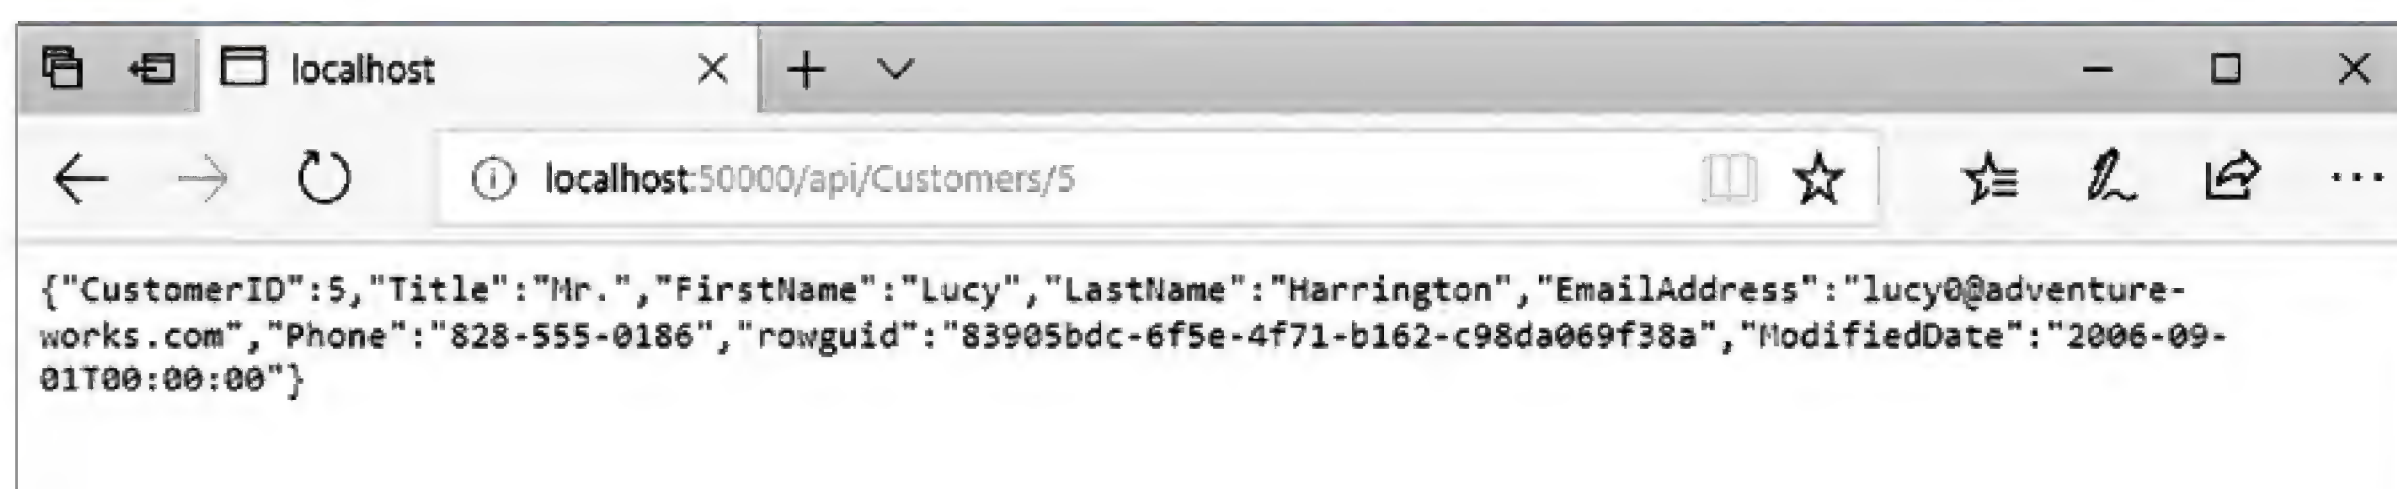 localhost
localhost:50000/api/Customers/5
{"CustomerID":5,"Title":"Mr.","FirstName":"Lucy","LastName":"Harrington","EmailAddress":"lucy0@adventure-
works.com","Phone":"828-555-0186","rowguid":"83905bdc-6f5e-4f71-b162-c98da069f38a","ModifiedDate":"2006-09-
01T00:00:00"}